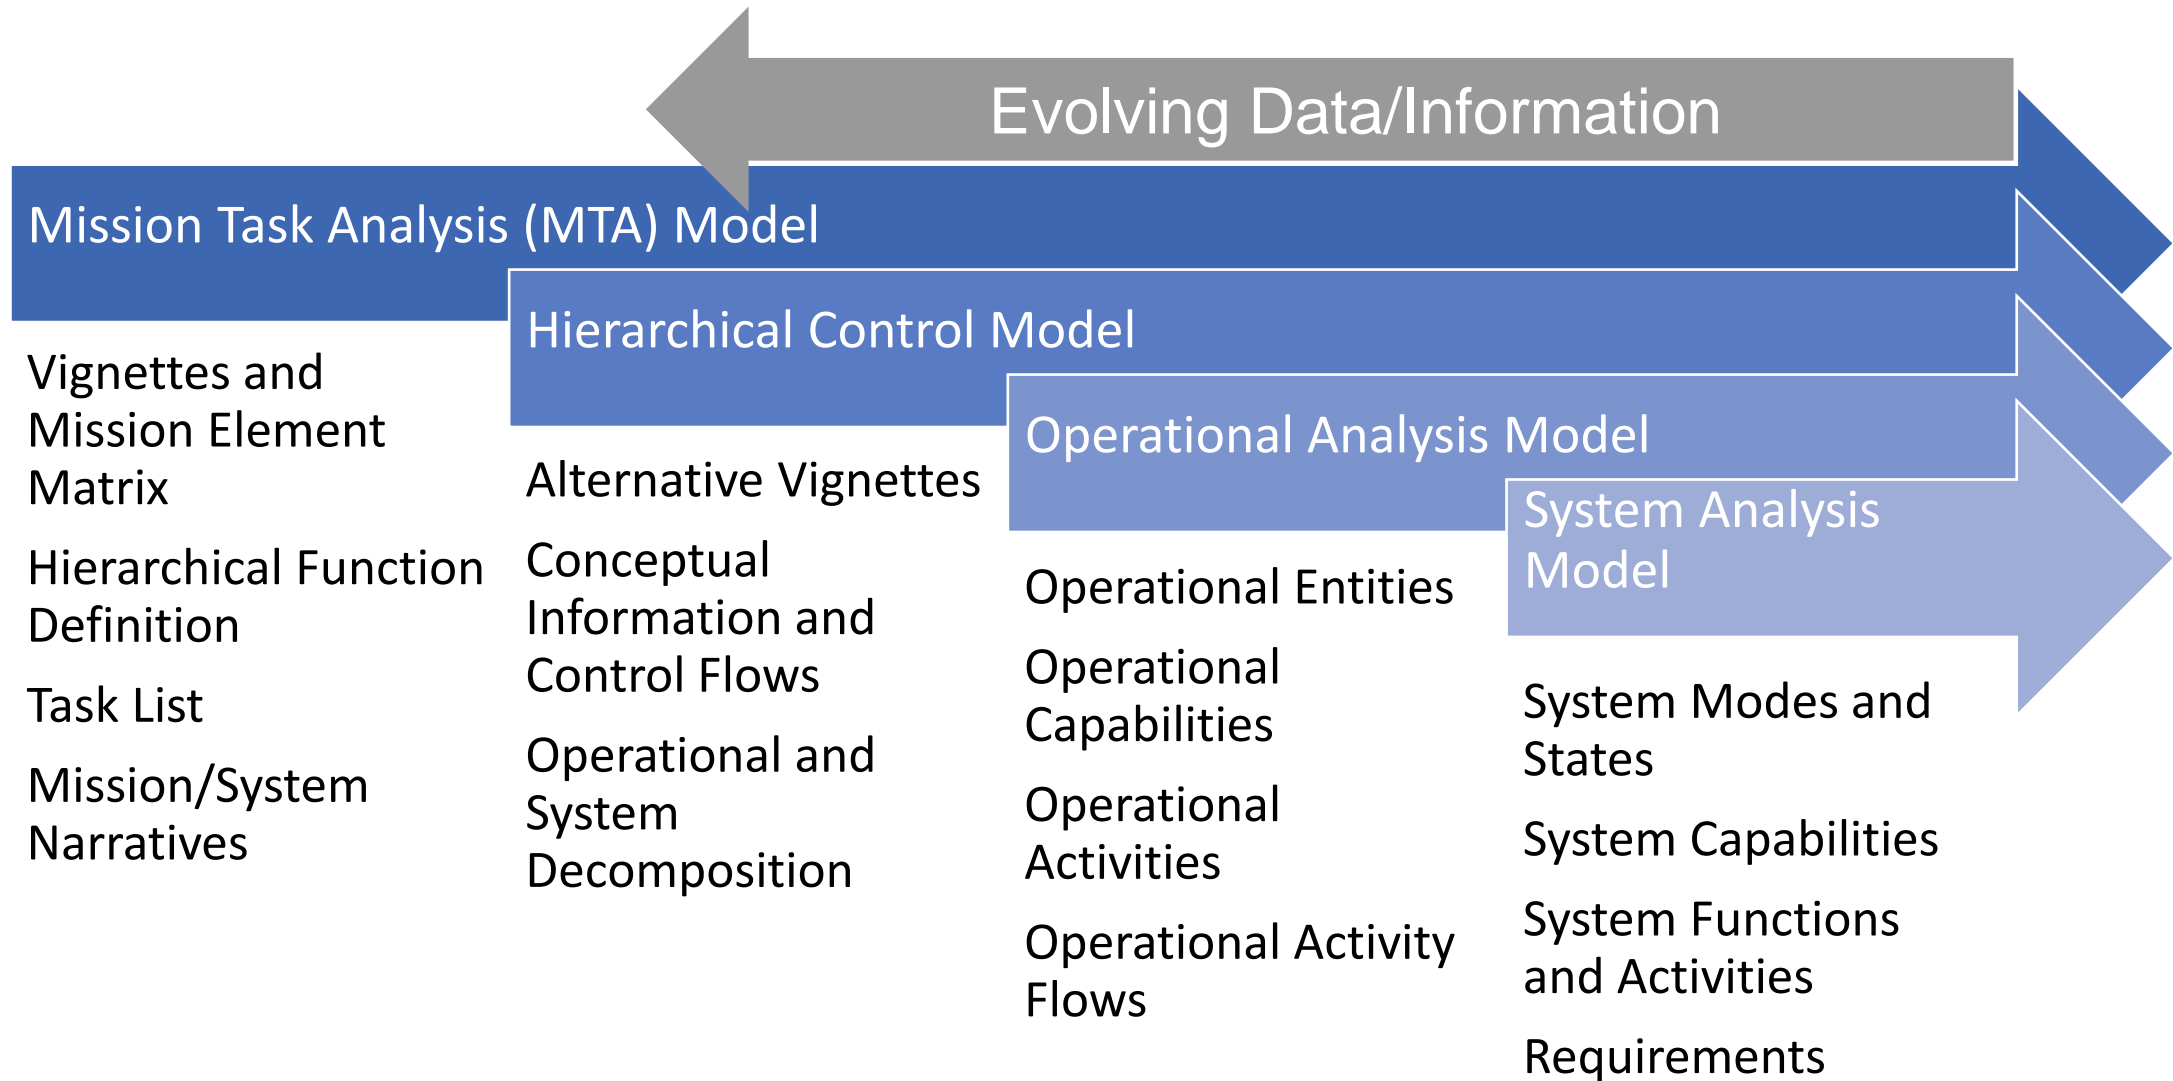 Evolving Data/Information
Mission Task Analysis (MTA) Model
Vignettes and
Mission Element
Matrix
Hierarchical Function
Definition
Task List
Mission/System
Narratives
Hierarchical Control Model
Alternative Vignettes
Conceptual
Information and
Control Flows
Operational and
System
Decomposition
Operational Analysis Model
Operational Entities
Operational
Capabilities
Operational
Activities
Operational Activity
Flows
System Analysis
Model
System Modes and
States
System Capabilities
System Functions
and Activities
Requirements